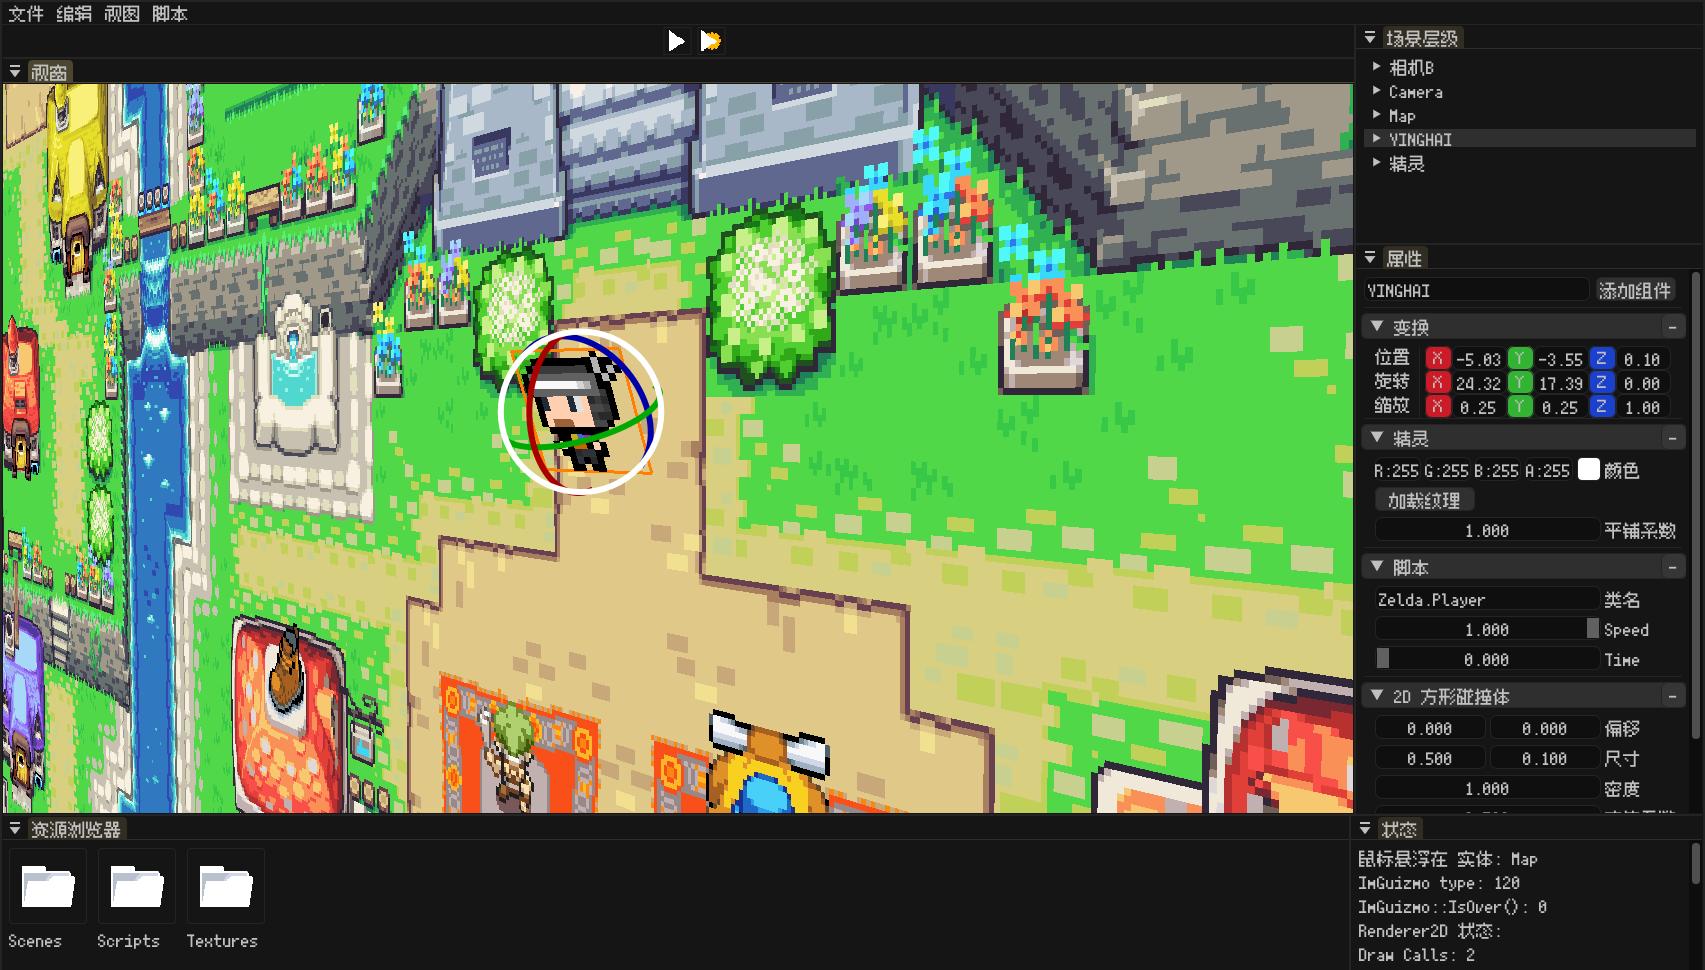 文件 编辑 视图 脚本
视窗
场景层级
相机B
Camera
Map
YINGHAI
精灵
属性
YINGHAI 添加组件
变换 -
位置 X -5.03 Y -3.55 Z 0.10
旋转 X 24.32 Y 17.39 Z 0.00
缩放 X 0.25 Y 0.25 Z 1.00
精灵 -
R:255 G:255 B:255 A:255 颜色
加载纹理
1.000 平铺系数
脚本 -
Zelda.Player 类名
1.000 Speed
0.000 Time
2D 方形碰撞体 -
0.000 0.000 偏移
0.500 0.100 尺寸
1.000 密度
资源浏览器
Scenes Scripts Textures
状态
鼠标悬浮在 实体: Map
ImGuizmo type: 120
ImGuizmo::IsOver(): 0
Renderer2D 状态:
Draw Calls: 2